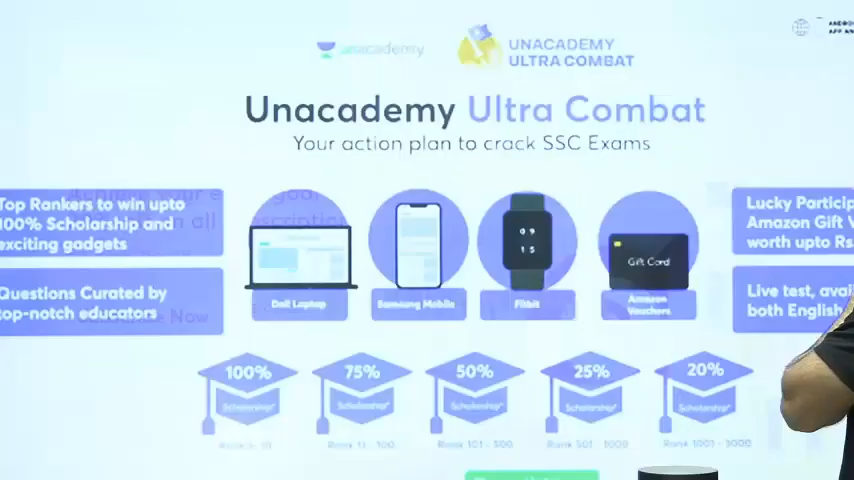 unacademy
UNACADEMY
ULTRA COMBAT
Unacademy Ultra Combat
Your action plan to crack SSC Exams
Top Rankers to win upto
100% Scholarship and
exciting gadgets
Questions Curated by
top-notch educators
Dell Laptop
Samsung Mobile
09
15
Fitbit
Gift Card
Amazon
Vouchers
Lucky Particip
Amazon Gift V
worth upto Rs
Live test, avai
both English
100%
Scholarship*
75%
Scholarship*
50%
Scholarship*
25%
Scholarship*
20%
Scholarship*
Rank 11 - 100
Rank 101 - 500
Rank 501 - 1000
Rank 1001 - 3000